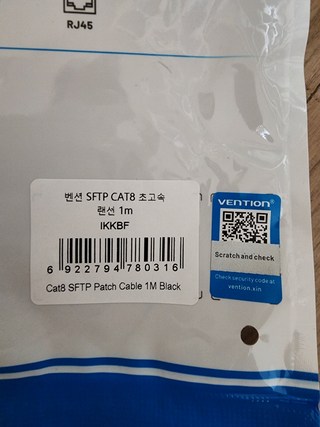 RJ45
벤션 SFTP CAT8 초고속
랜선 1m
IKKBF
6 922794 780316
Cat8 SFTP Patch Cable 1M Black
VENTION®
Scratch and check
Check security code at
vention.xin